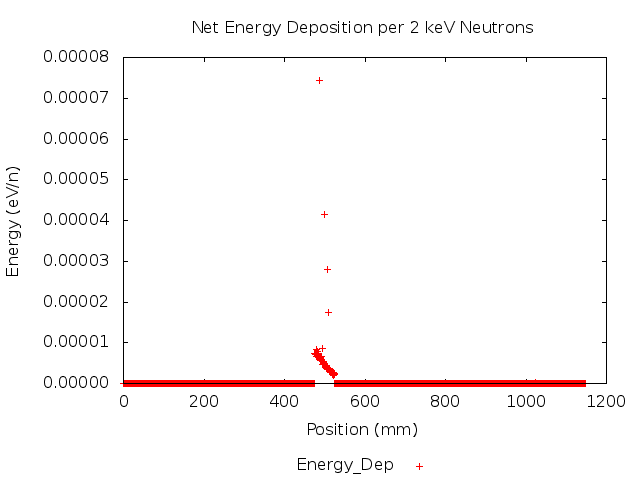 Net Energy Deposition per 2 keV Neutrons
0.00008
0.00007
0.00006
0.00005
0.00004
0.00003
0.00002
0.00001
0.00000
Energy (eV/n)
0 200 400 600 800 1000 1200
Position (mm)
Energy_Dep